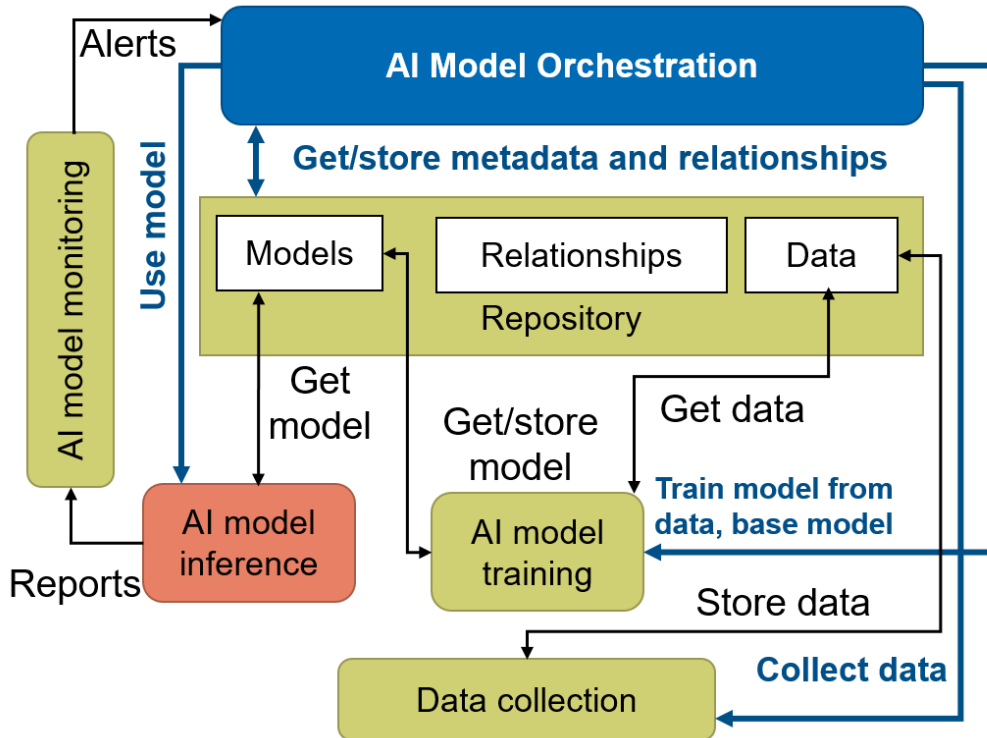 Alerts
AI Model Orchestration
Get/store metadata and relationships
Use model
AI model monitoring
Models
Relationships
Data
Repository
Get
model
Get/store
model
Get data
Train model from
data, base model
AI model
inference
AI model
training
Reports
Store data
Collect data
Data collection